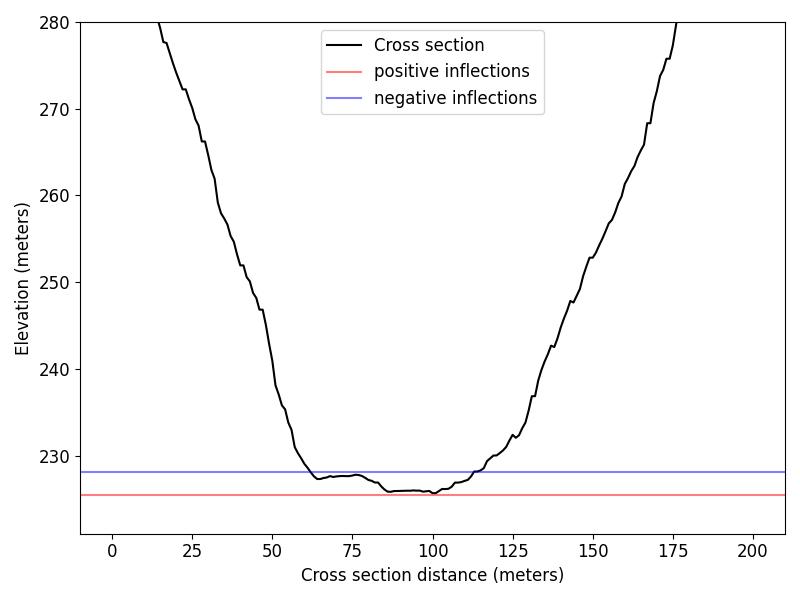 280
270
260
250
240
230
Elevation (meters)
Cross section
positive inflections
negative inflections
0 25 50 75 100 125 150 175 200
Cross section distance (meters)